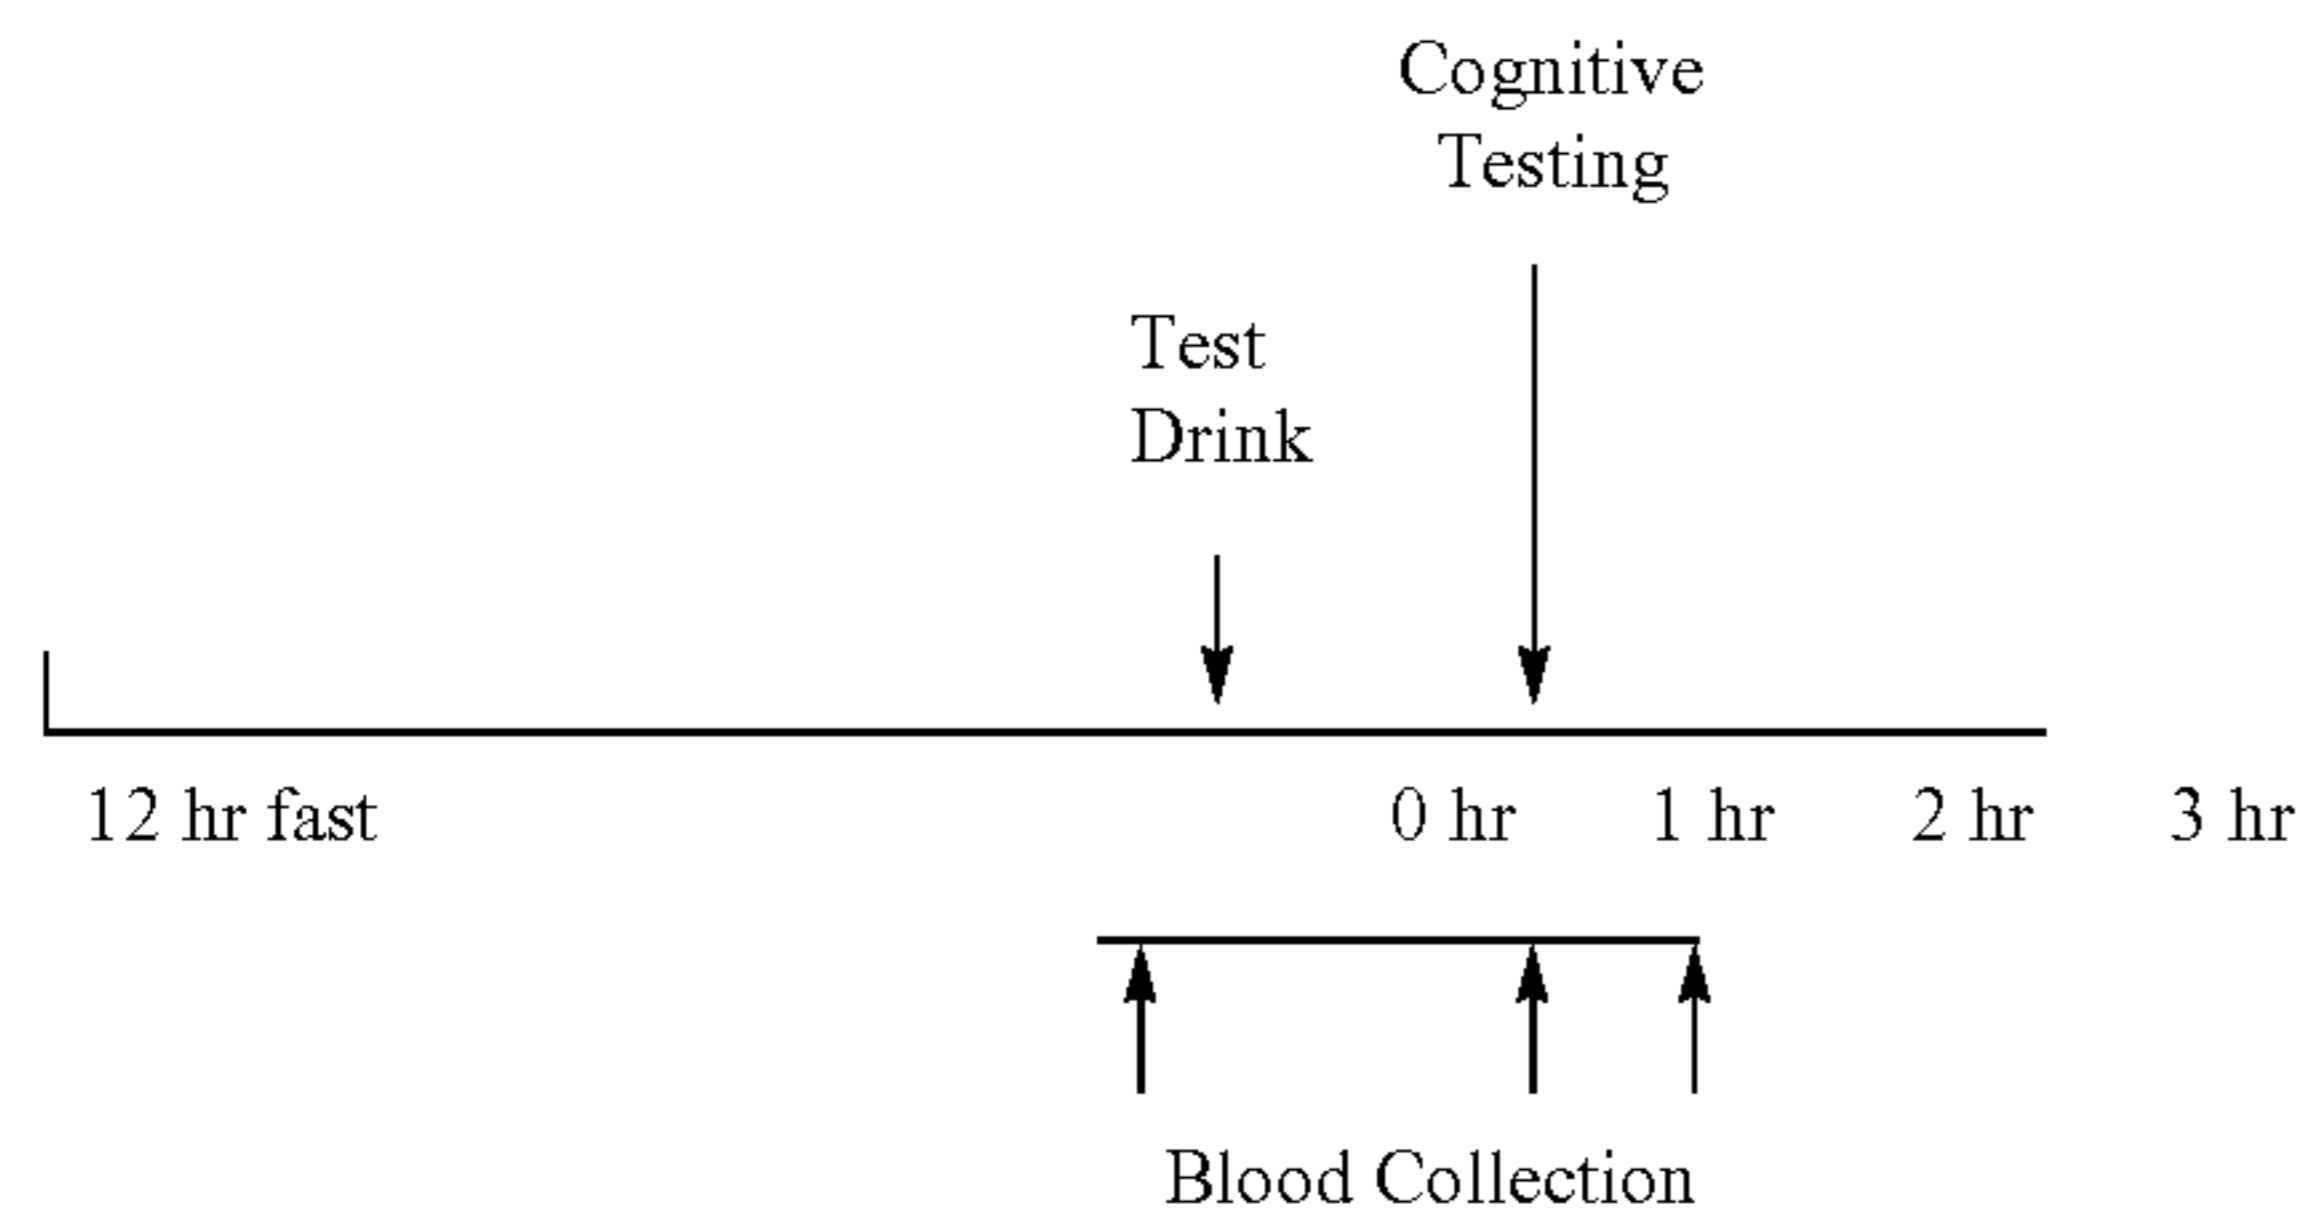 Cognitive
Testing
Test
Drink
12 hr fast
0 hr
1 hr
2 hr
3 hr
Blood Collection